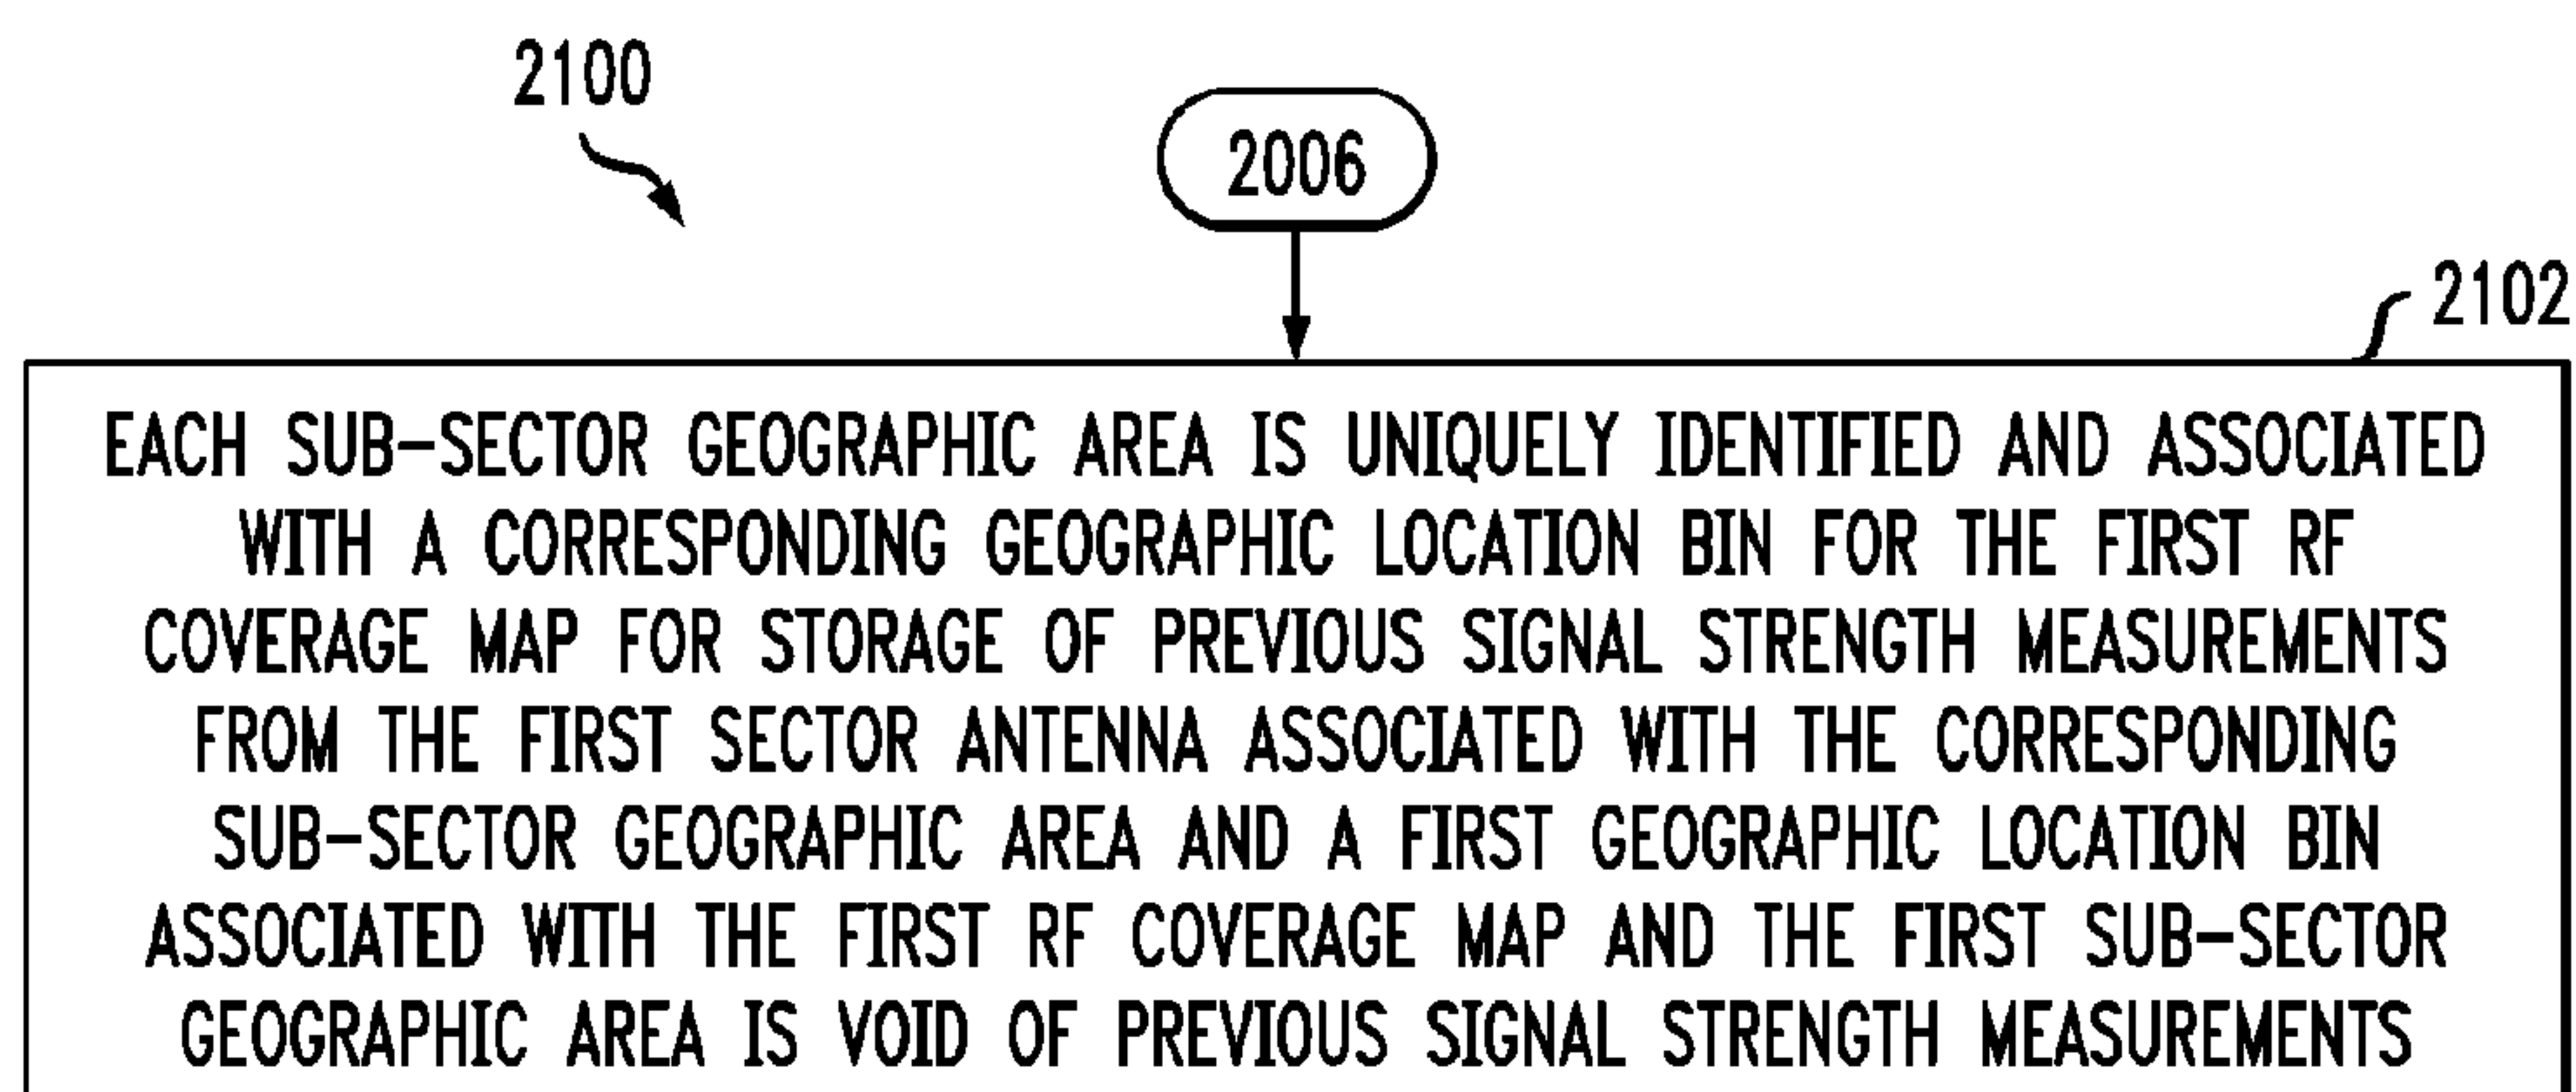 2100
2006
2102
EACH SUB-SECTOR GEOGRAPHIC AREA IS UNIQUELY IDENTIFIED AND ASSOCIATED
WITH A CORRESPONDING GEOGRAPHIC LOCATION BIN FOR THE FIRST RF
COVERAGE MAP FOR STORAGE OF PREVIOUS SIGNAL STRENGTH MEASUREMENTS
FROM THE FIRST SECTOR ANTENNA ASSOCIATED WITH THE CORRESPONDING
SUB-SECTOR GEOGRAPHIC AREA AND A FIRST GEOGRAPHIC LOCATION BIN
ASSOCIATED WITH THE FIRST RF COVERAGE MAP AND THE FIRST SUB-SECTOR
GEOGRAPHIC AREA IS VOID OF PREVIOUS SIGNAL STRENGTH MEASUREMENTS